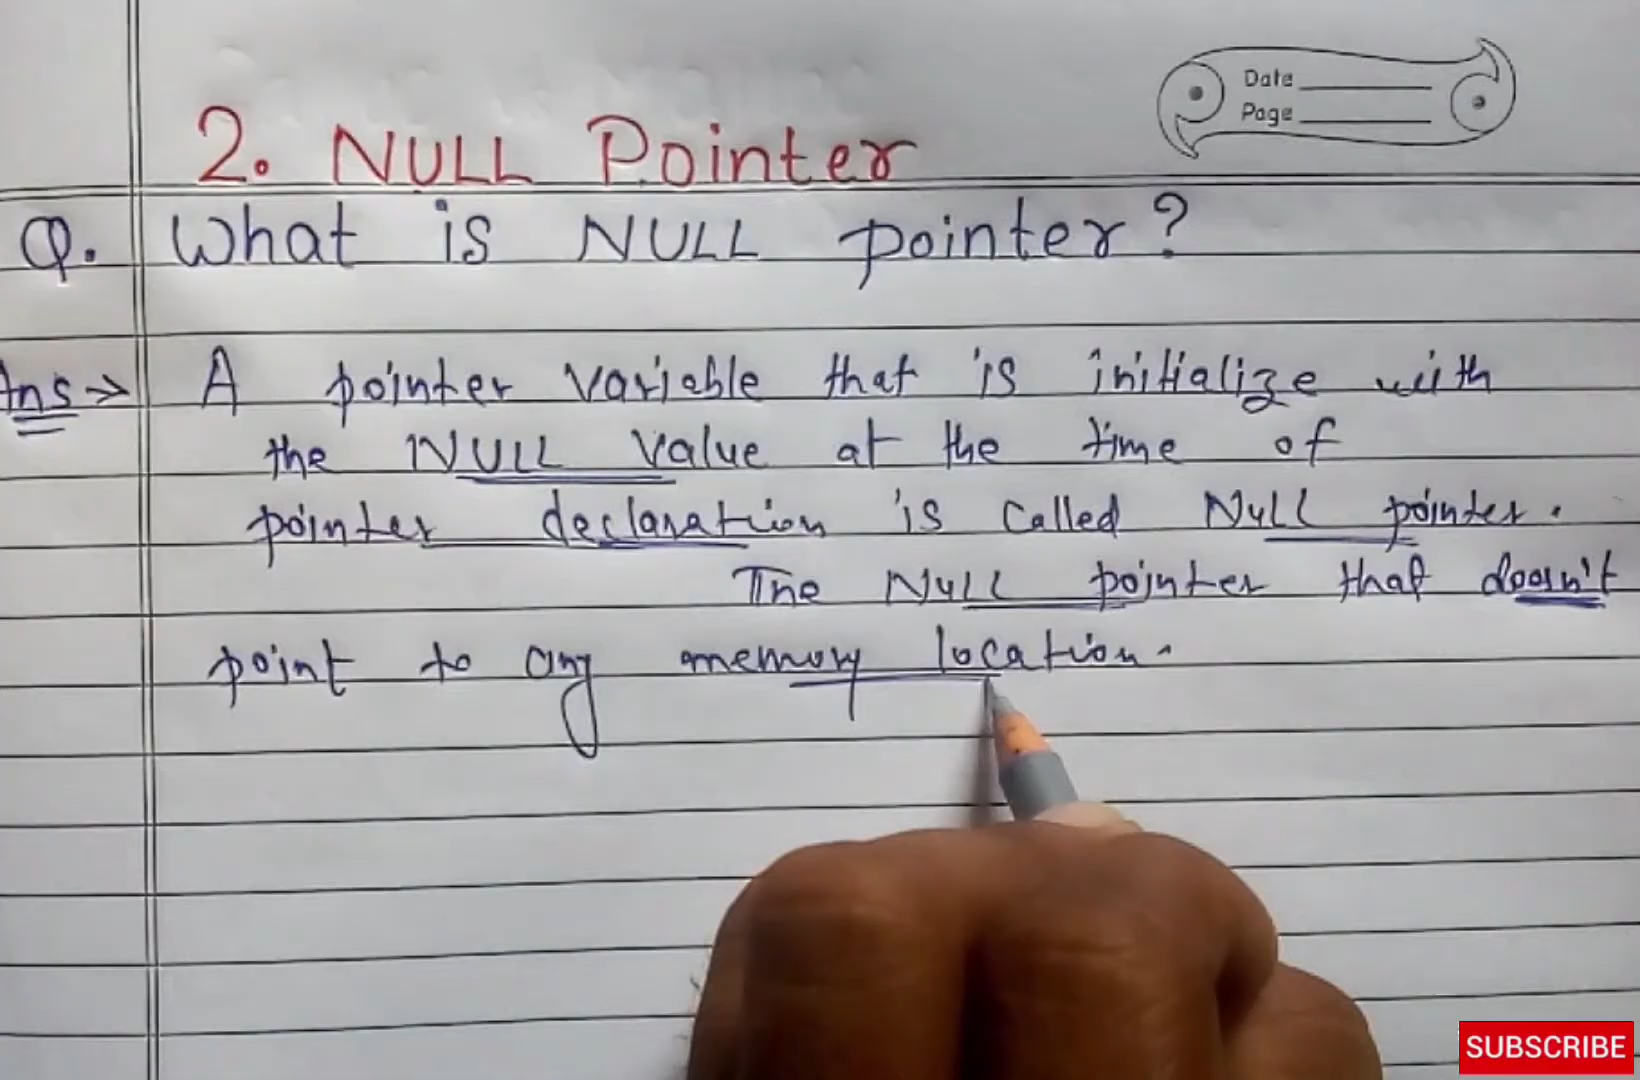 Date
Page
2. NULL Pointer
Q. What is NULL pointer?
Ans → A pointer variable that is initialize with
the NULL value at the time of
pointer declaration is called Null pointer.
The Null pointer that doesn't
point to any memory location.
SUBSCRIBE